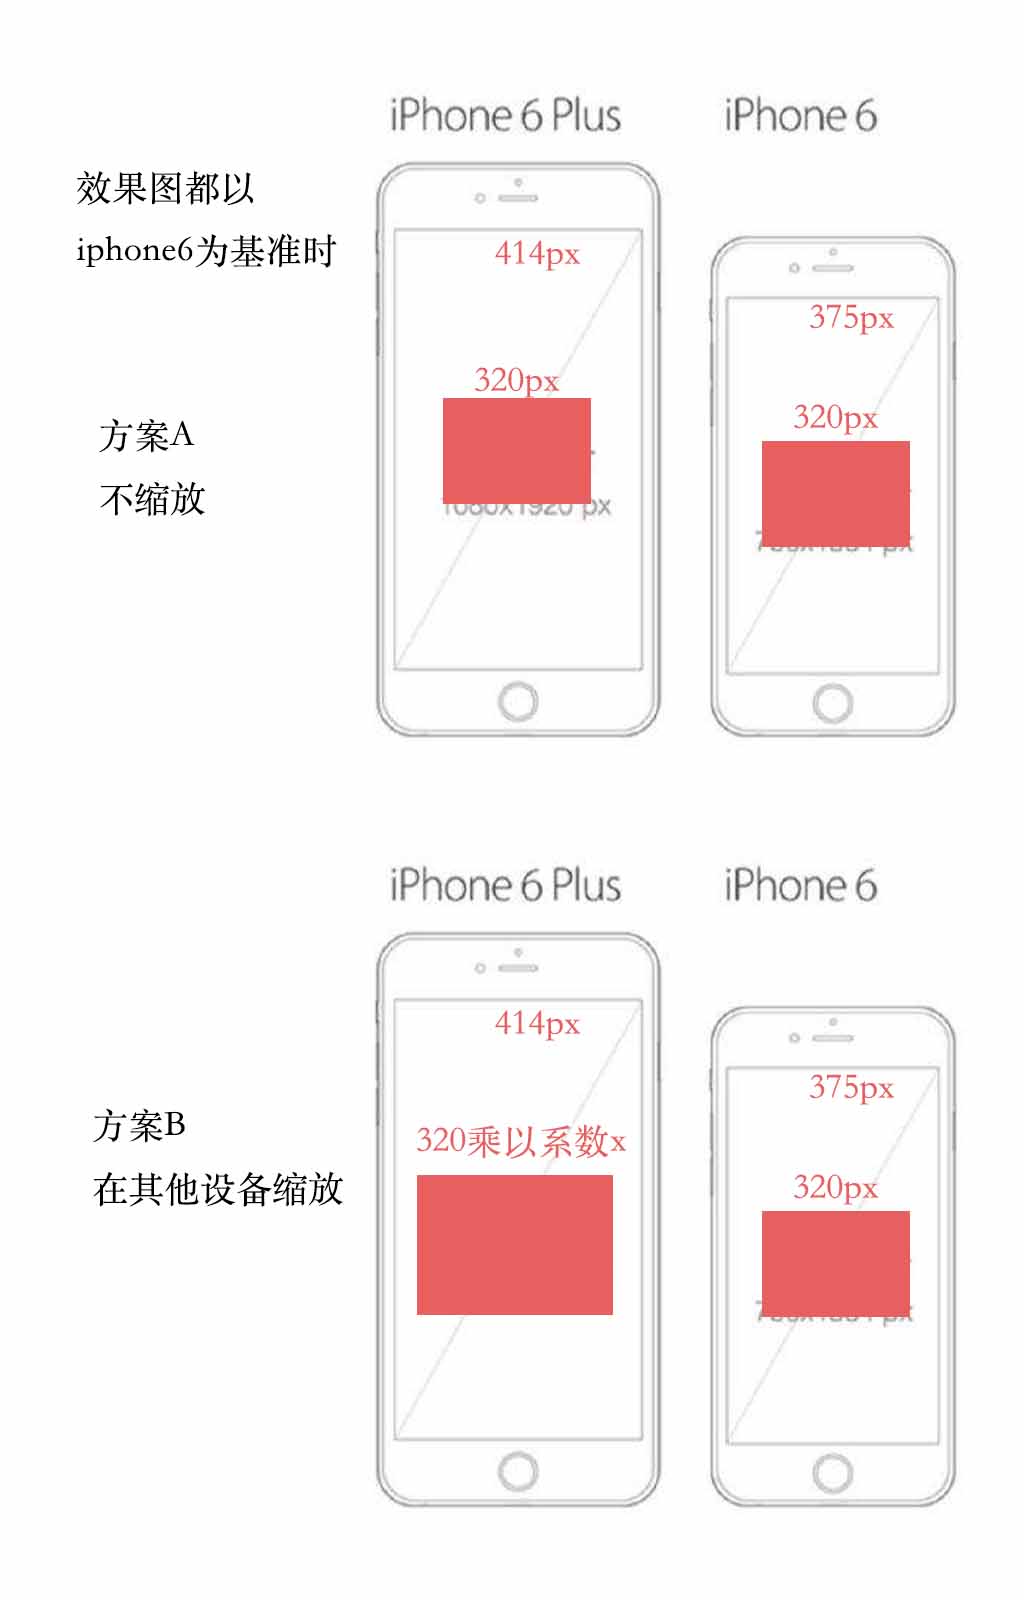 iPhone 6 Plus
iPhone 6
效果图都以
iphone6为基准时
414px
375px
320px
320px
方案A
不缩放
1080x1920 px
px
iPhone 6 Plus
iPhone 6
414px
375px
方案B
在其他设备缩放
320乘以系数x
320px
px